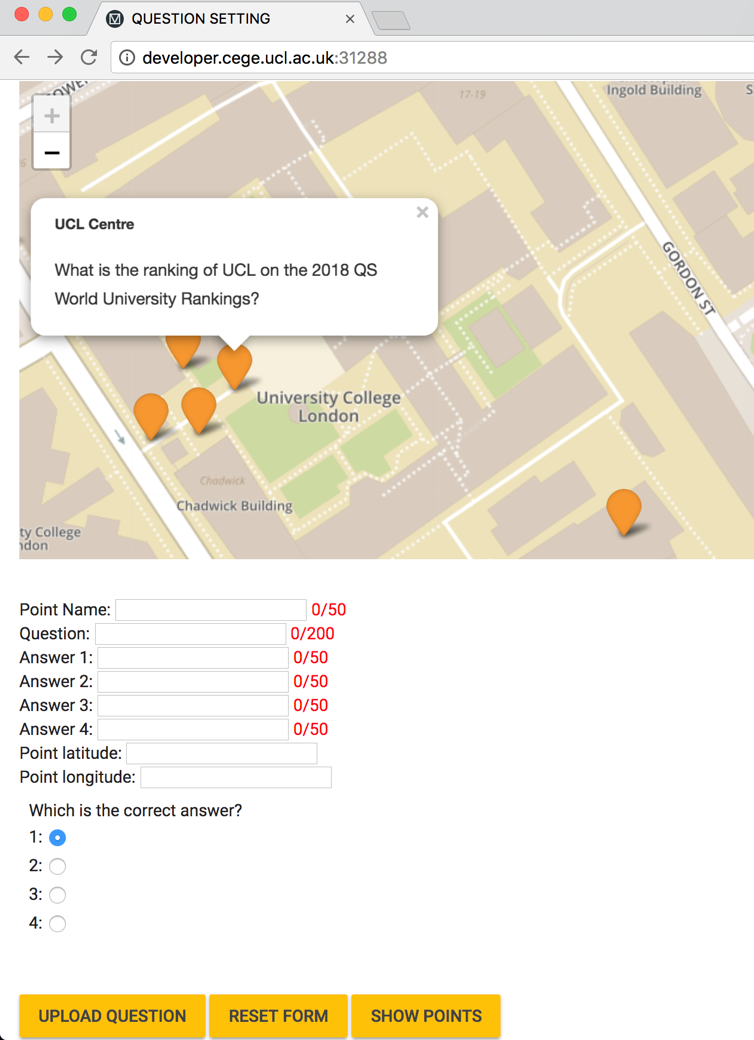 QUESTION SETTING
developer.cege.ucl.ac.uk:31288
17-19
Ingold Building
+
−
UCL Centre
What is the ranking of UCL on the 2018 QS
World University Rankings?
GORDON ST
University College
London
Chadwick
Chadwick Building
ty College
ndon
Point Name: 0/50
Question: 0/200
Answer 1: 0/50
Answer 2: 0/50
Answer 3: 0/50
Answer 4: 0/50
Point latitude:
Point longitude:
Which is the correct answer?
1:
2:
3:
4:
UPLOAD QUESTION RESET FORM SHOW POINTS